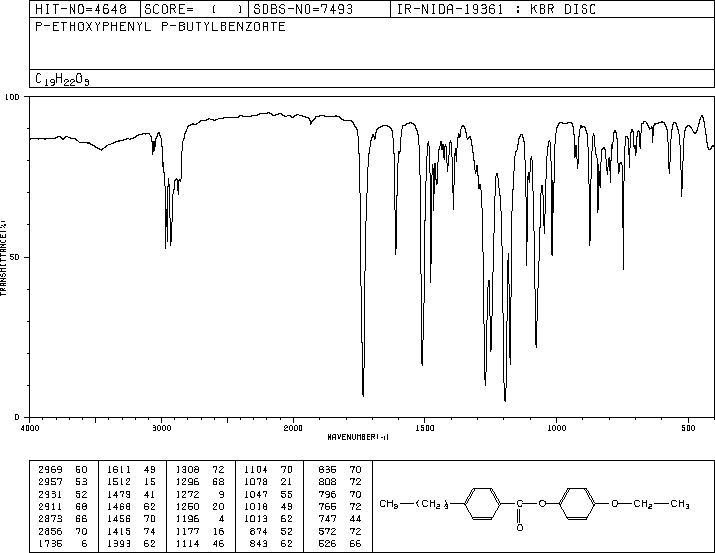 HIT-NO=4648 SCORE= ( ) SDBS-NO=7493 IR-NIDA-19361 : KBR DISC
P-ETHOXYPHENYL P-BUTYLBENZOATE
C19H22O3
100
50
0
TRANSMITTANCE(%)
4000 3000 2000 1500 1000 500
WAVENUMBER(-1)
2969 50 1611 49 1308 72 1104 70 836 70
2957 53 1512 15 1296 68 1078 21 808 72
2931 52 1479 41 1272 9 1047 55 796 70
2911 68 1468 62 1250 20 1018 49 766 72
2873 66 1456 70 1196 4 1013 62 747 44
2856 70 1415 74 1177 16 874 52 572 72
1735 6 1393 62 1114 46 843 62 526 66
CH3 (CH2)3 C O O CH2 CH3
O